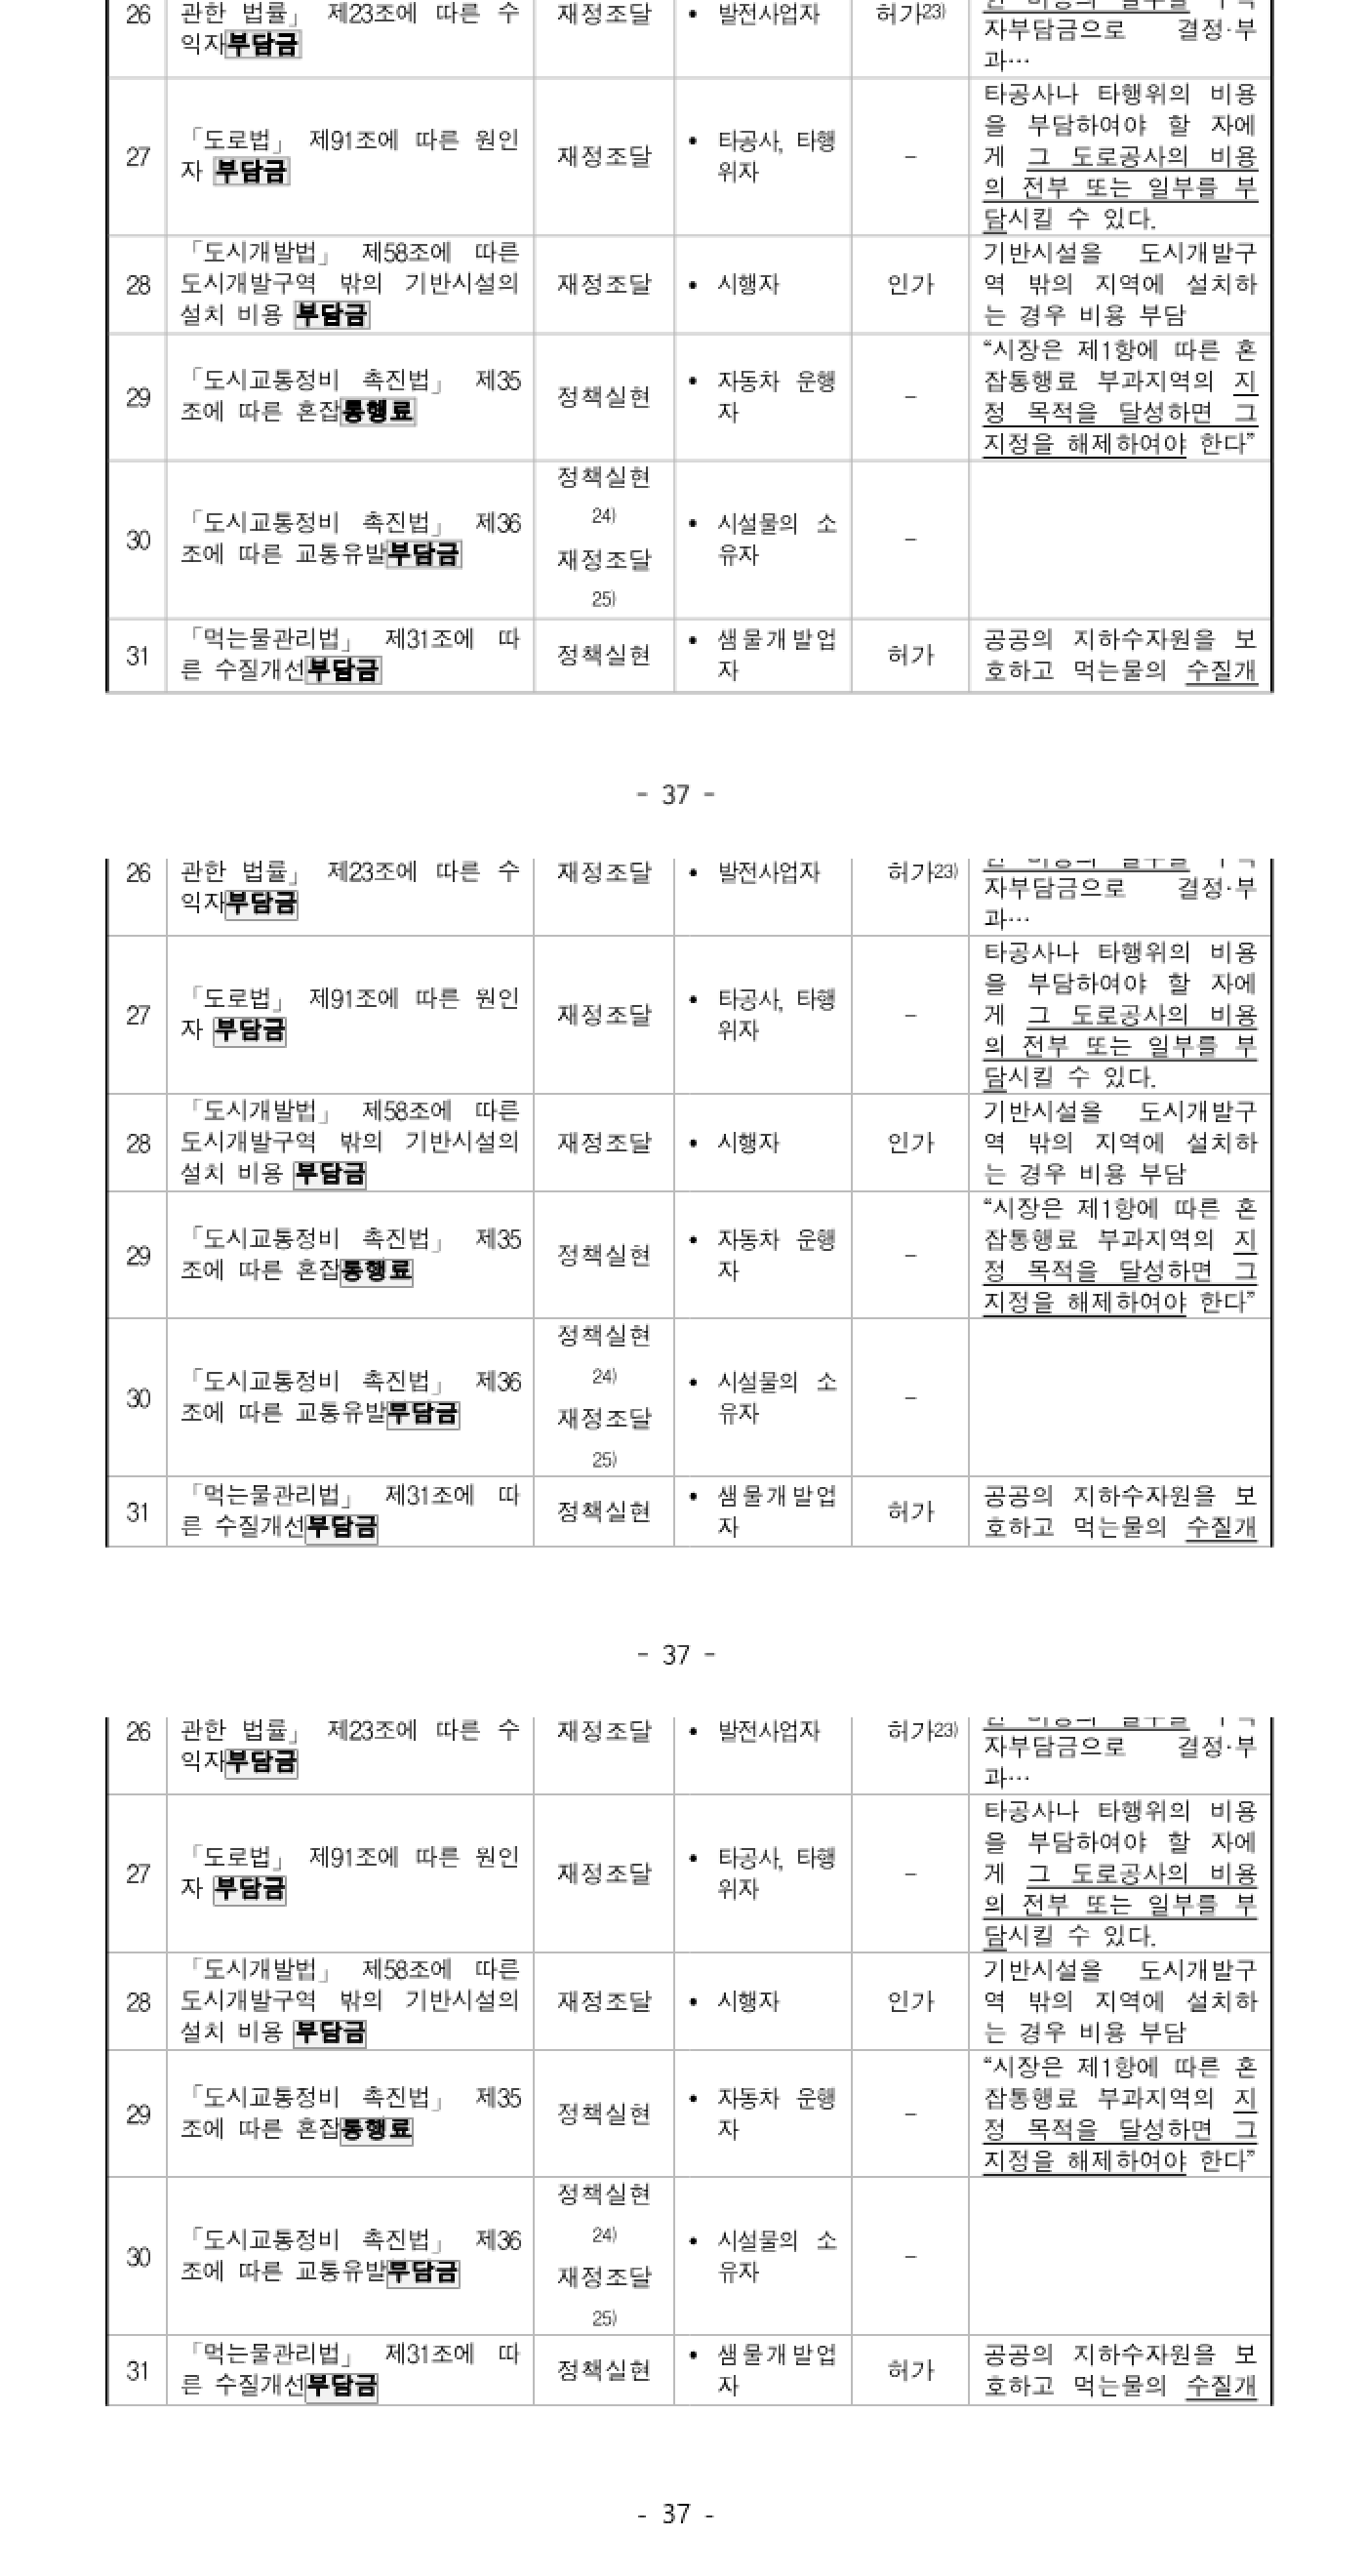 26 관한 법률」 제23조에 따른 수 재정조달 • 발전사업자 허가23)
익자부담금 자부담금으로 결정·부
과…
타공사나 타행위의 비용
을 부담하여야 할 자에
27 「도로법」 제91조에 따른 원인 재정조달 • 타공사, 타행 – 게 그 도로공사의 비용
자 부담금 위자 의 전부 또는 일부를 부
담시킬 수 있다.
「도시개발법」 제58조에 따른 기반시설을 도시개발구
28 도시개발구역 밖의 기반시설의 재정조달 • 시행자 인가 역 밖의 지역에 설치하
설치 비용 부담금 는 경우 비용 부담
“시장은 제1항에 따른 혼
29 「도시교통정비 촉진법」 제35 정책실현 • 자동차 운행 – 잡통행료 부과지역의 지
조에 따른 혼잡통행료 자 정 목적을 달성하면 그
지정을 해제하여야 한다”
정책실현
24)
30 「도시교통정비 촉진법」 제36 • 시설물의 소 –
조에 따른 교통유발부담금 재정조달 유자
25)
31 「먹는물관리법」 제31조에 따 정책실현 • 샘물개발업 허가 공공의 지하수자원을 보
른 수질개선부담금 자 호하고 먹는물의 수질개
- 37 -
26 관한 법률」 제23조에 따른 수 재정조달 • 발전사업자 허가23)
익자부담금 자부담금으로 결정·부
과…
타공사나 타행위의 비용
을 부담하여야 할 자에
27 「도로법」 제91조에 따른 원인 재정조달 • 타공사, 타행 – 게 그 도로공사의 비용
자 부담금 위자 의 전부 또는 일부를 부
담시킬 수 있다.
「도시개발법」 제58조에 따른 기반시설을 도시개발구
28 도시개발구역 밖의 기반시설의 재정조달 • 시행자 인가 역 밖의 지역에 설치하
설치 비용 부담금 는 경우 비용 부담
“시장은 제1항에 따른 혼
29 「도시교통정비 촉진법」 제35 정책실현 • 자동차 운행 – 잡통행료 부과지역의 지
조에 따른 혼잡통행료 자 정 목적을 달성하면 그
지정을 해제하여야 한다”
정책실현
24)
30 「도시교통정비 촉진법」 제36 • 시설물의 소 –
조에 따른 교통유발부담금 재정조달 유자
25)
31 「먹는물관리법」 제31조에 따 정책실현 • 샘물개발업 허가 공공의 지하수자원을 보
른 수질개선부담금 자 호하고 먹는물의 수질개
- 37 -
26 관한 법률」 제23조에 따른 수 재정조달 • 발전사업자 허가23)
익자부담금 자부담금으로 결정·부
과…
타공사나 타행위의 비용
을 부담하여야 할 자에
27 「도로법」 제91조에 따른 원인 재정조달 • 타공사, 타행 – 게 그 도로공사의 비용
자 부담금 위자 의 전부 또는 일부를 부
담시킬 수 있다.
「도시개발법」 제58조에 따른 기반시설을 도시개발구
28 도시개발구역 밖의 기반시설의 재정조달 • 시행자 인가 역 밖의 지역에 설치하
설치 비용 부담금 는 경우 비용 부담
“시장은 제1항에 따른 혼
29 「도시교통정비 촉진법」 제35 정책실현 • 자동차 운행 – 잡통행료 부과지역의 지
조에 따른 혼잡통행료 자 정 목적을 달성하면 그
지정을 해제하여야 한다”
정책실현
24)
30 「도시교통정비 촉진법」 제36 • 시설물의 소 –
조에 따른 교통유발부담금 재정조달 유자
25)
31 「먹는물관리법」 제31조에 따 정책실현 • 샘물개발업 허가 공공의 지하수자원을 보
른 수질개선부담금 자 호하고 먹는물의 수질개
- 37 -